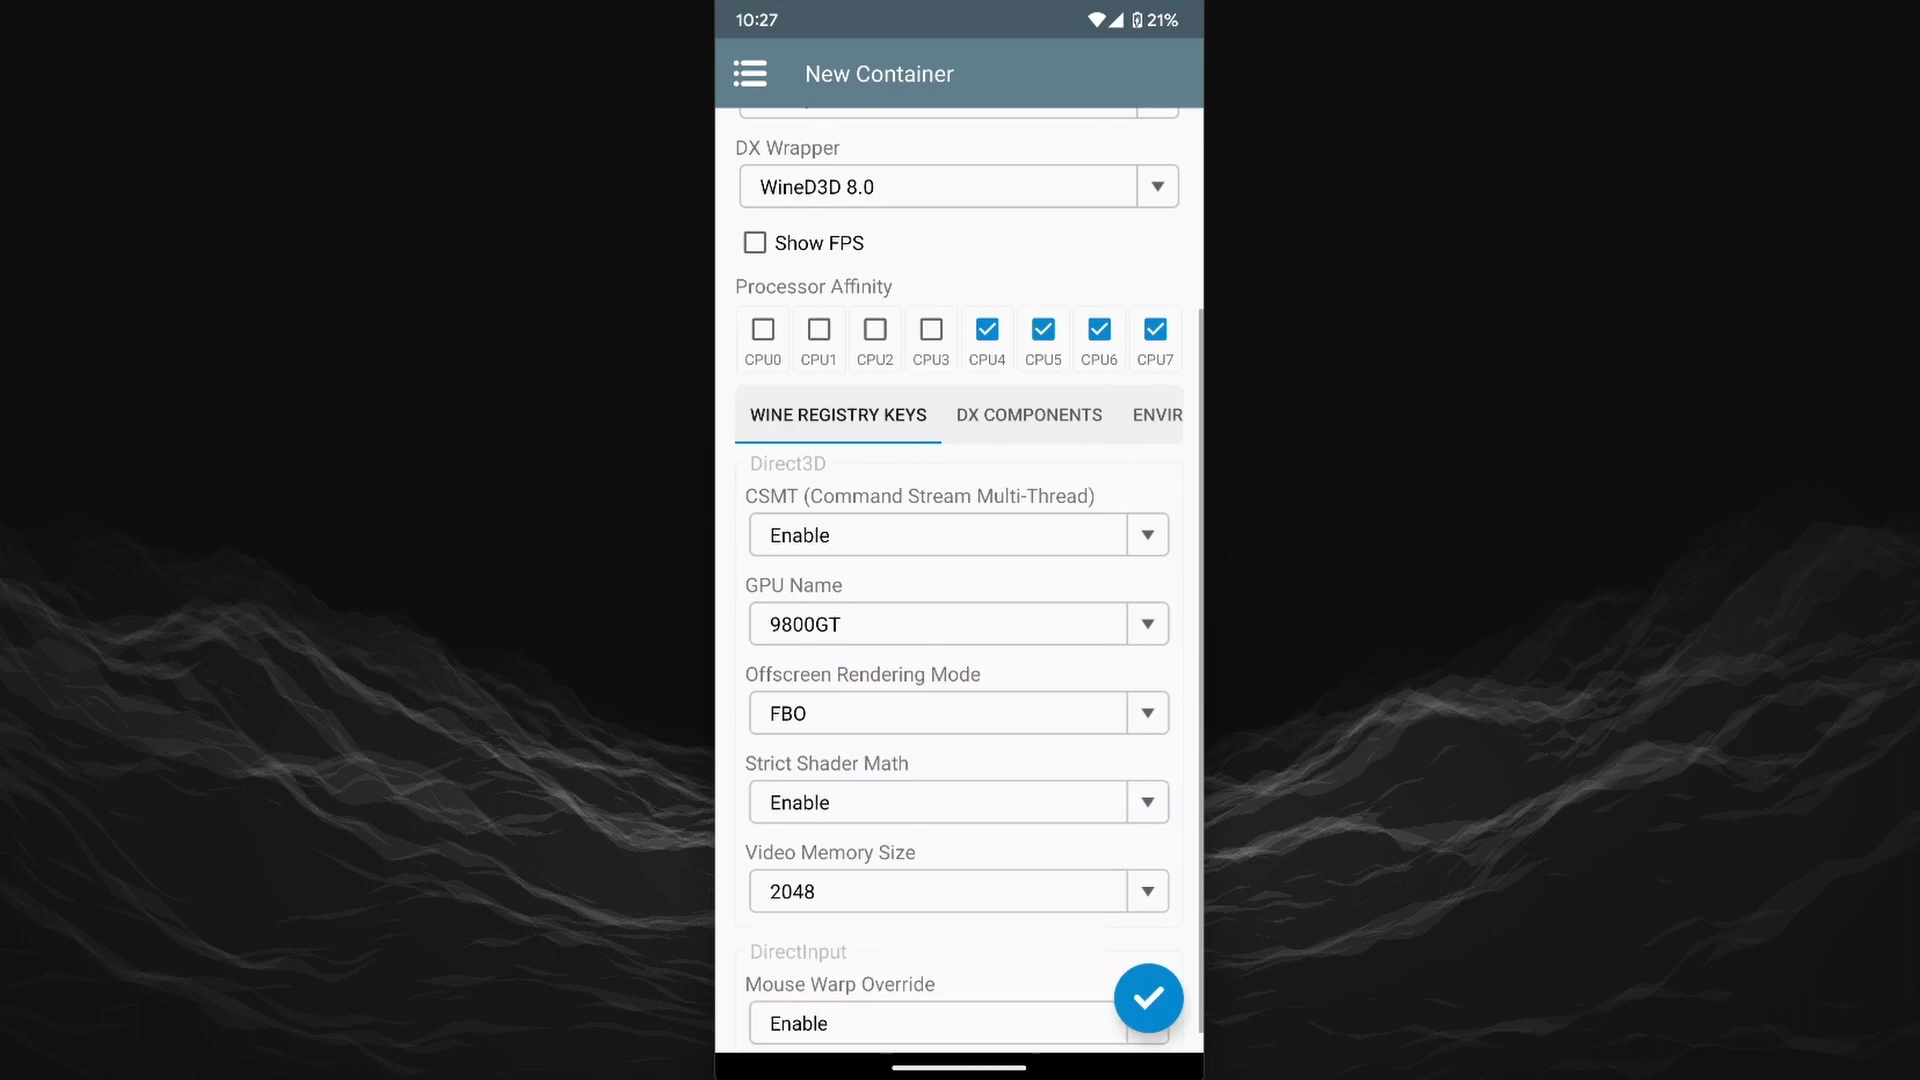 10:27
21%
New Container
DX Wrapper
WineD3D 8.0
Show FPS
Processor Affinity
CPU0 CPU1 CPU2 CPU3 CPU4 CPU5 CPU6 CPU7
WINE REGISTRY KEYS DX COMPONENTS ENVIR
Direct3D
CSMT (Command Stream Multi-Thread)
Enable
GPU Name
9800GT
Offscreen Rendering Mode
FBO
Strict Shader Math
Enable
Video Memory Size
2048
DirectInput
Mouse Warp Override
Enable